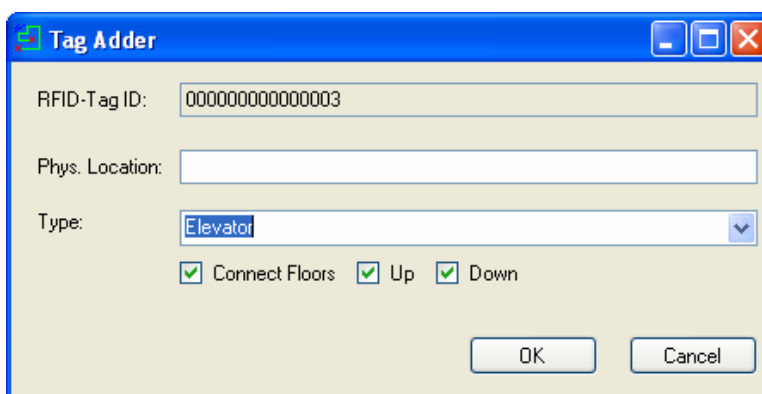 Tag Adder
RFID-Tag ID: 000000000000003
Phys. Location:
Type: Elevator
Connect Floors Up Down
OK Cancel